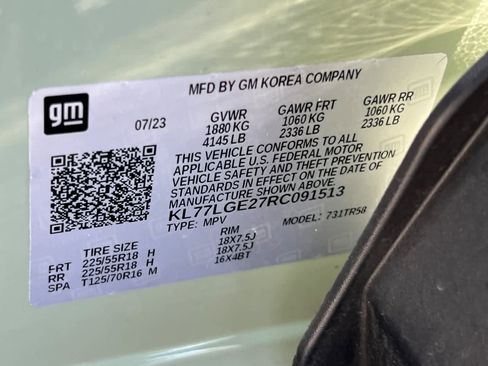 gm
MFD BY GM KOREA COMPANY
07/23 GVWR GAWR FRT GAWR RR
1880 KG 1060 KG 1060 KG
4145 LB 2336 LB 2336 LB
THIS VEHICLE CONFORMS TO ALL
APPLICABLE U.S. FEDERAL MOTOR
VEHICLE SAFETY AND THEFT PREVENTION
STANDARDS IN EFFECT ON THE DATE OF
MANUFACTURE SHOWN ABOVE.
KL77LGE27RC091513
TYPE: MPV MODEL: 731TR58
TIRE SIZE RIM
FRT 225/55R18 H 18X7.5J
RR 225/55R18 H 18X7.5J
SPA T125/70R16 M 16X4BT